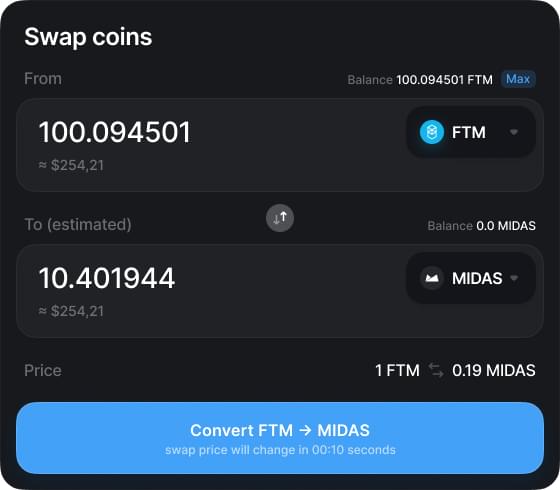 Swap coins
From Balance 100.094501 FTM Max
100.094501 FTM
≈ $254,21
To (estimated) Balance 0.0 MIDAS
10.401944 MIDAS
≈ $254,21
Price 1 FTM 0.19 MIDAS
Convert FTM → MIDAS
swap price will change in 00:10 seconds